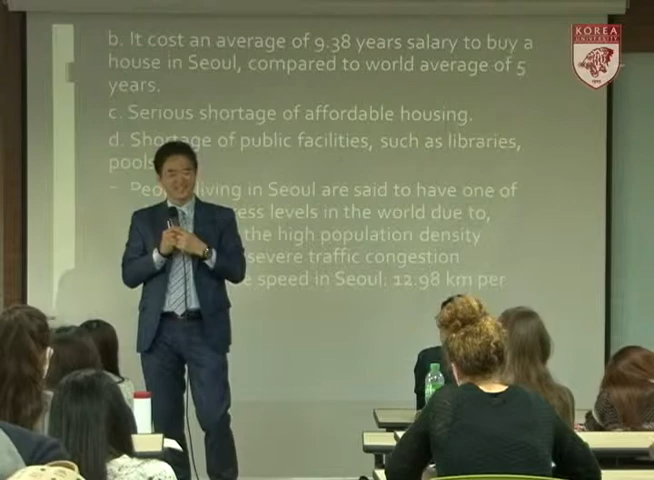 KOREA
UNIVERSITY
b. It cost an average of 9.38 years salary to buy a
house in Seoul, compared to world average of 5
years.
c. Serious shortage of affordable housing.
d. Shortage of public facilities, such as libraries,
pools
– living in Seoul are said to have one of
levels in the world due to,
the high population density
severe traffic congestion
speed in Seoul: 12.98 km per